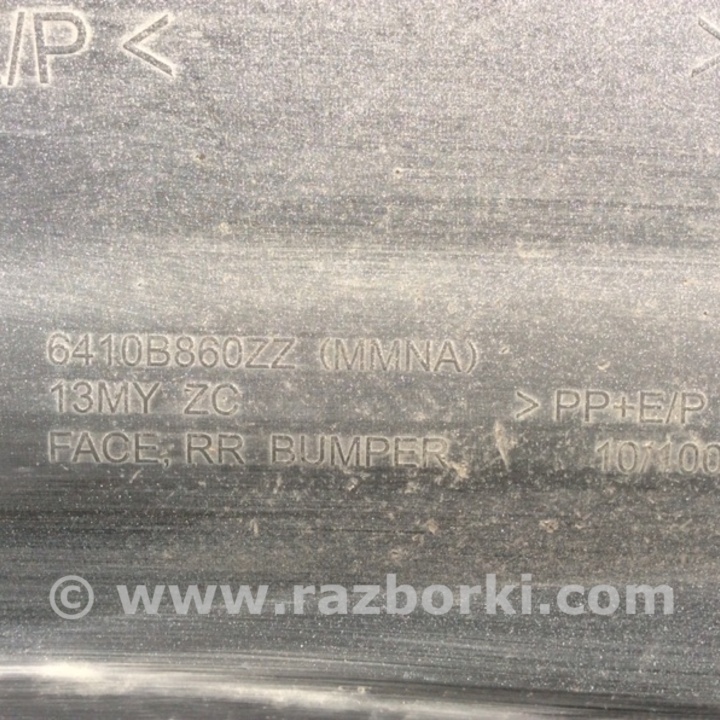 /P <
>
6410B860ZZ (MMNA)
13MY ZC > PP+E/P
FACE, RR BUMPER 10/100
© www.razborki.com